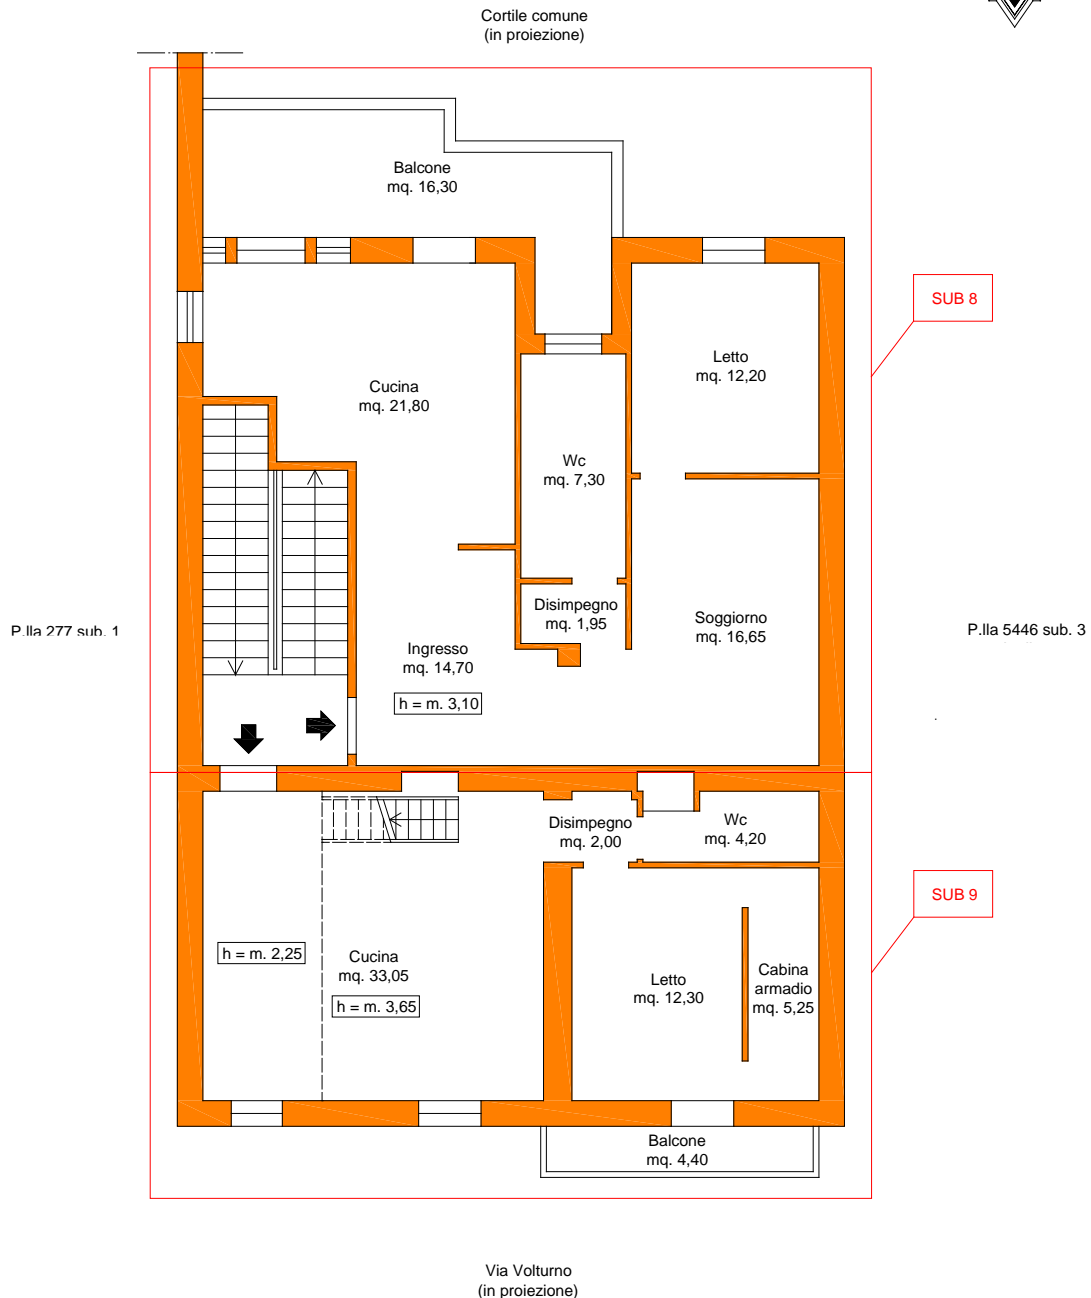 Cortile comune
(in proiezione)
Balcone
mq. 16,30
SUB 8
Letto
mq. 12,20
Cucina
mq. 21,80
Wc
mq. 7,30
Disimpegno
mq. 1,95
Soggiorno
mq. 16,65
P.lla 277 sub. 1
P.lla 5446 sub. 3
Ingresso
mq. 14,70
h = m. 3,10
Disimpegno
mq. 2,00
Wc
mq. 4,20
SUB 9
h = m. 2,25
Cucina
mq. 33,05
h = m. 3,65
Letto
mq. 12,30
Cabina
armadio
mq. 5,25
Balcone
mq. 4,40
Via Volturno
(in proiezione)